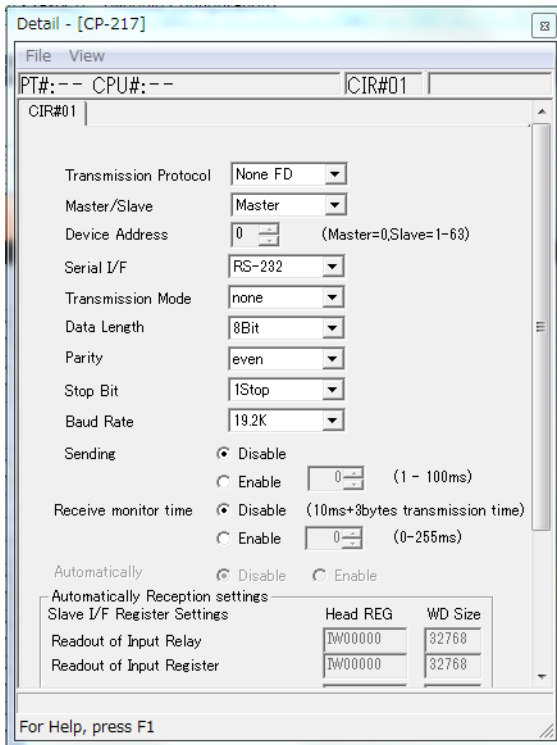 Detail - [CP-217]
File View
PT#:-- CPU#:-- CIR#01
CIR#01
Transmission Protocol None FD
Master/Slave Master
Device Address 0 (Master=0,Slave=1-63)
Serial I/F RS-232
Transmission Mode none
Data Length 8Bit
Parity even
Stop Bit 1Stop
Baud Rate 19.2K
Sending Disable
Enable 0 (1 - 100ms)
Receive monitor time Disable (10ms+3bytes transmission time)
Enable 0 (0-255ms)
Automatically Disable Enable
Automatically Reception settings
Slave I/F Register Settings Head REG WD Size
Readout of Input Relay IW00000 32768
Readout of Input Register IW00000 32768
For Help, press F1